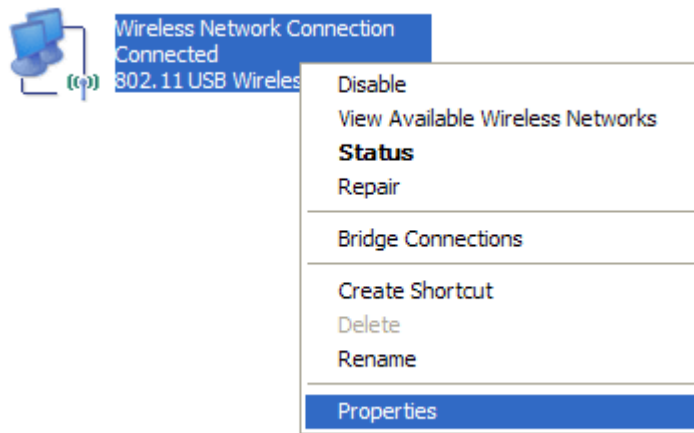 Wireless Network Connection
Connected
802.11 USB
Disable
View Available Wireless Networks
Status
Repair
Bridge Connections
Create Shortcut
Delete
Rename
Properties